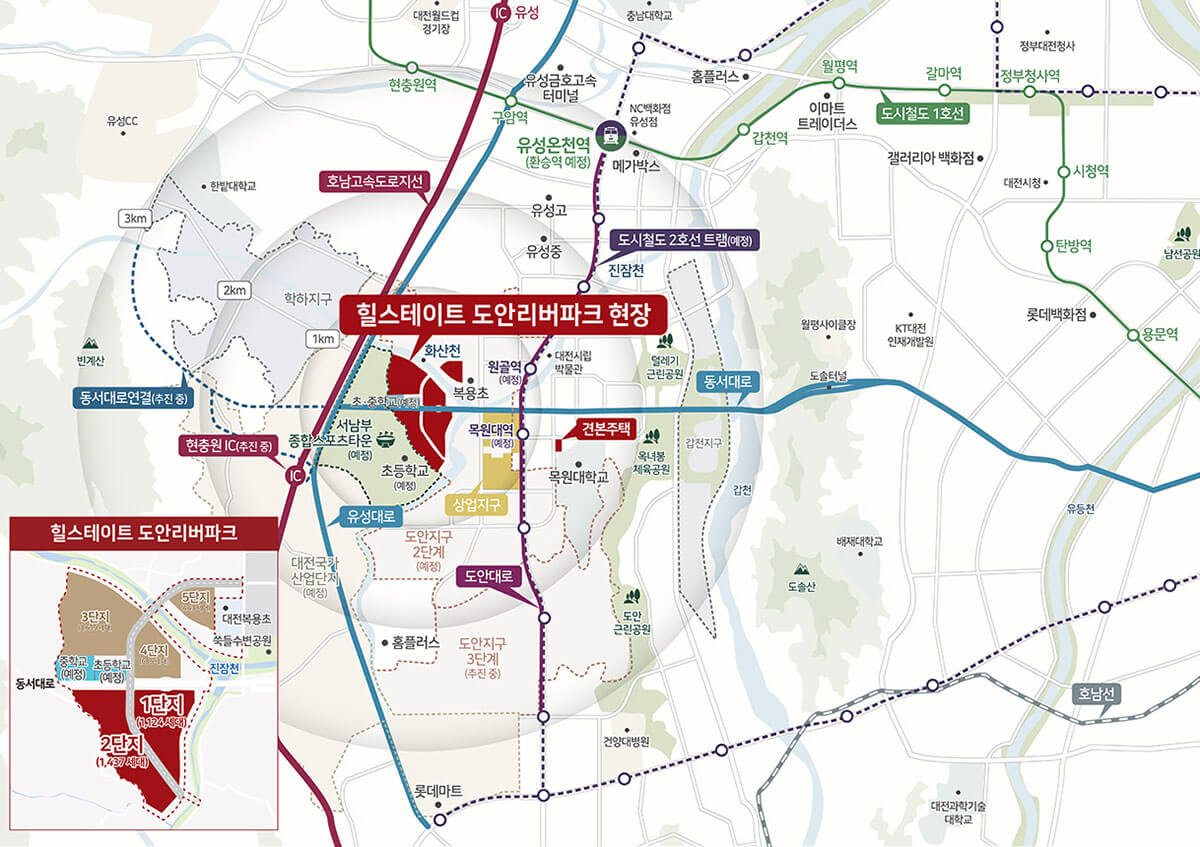 IC 유성
대전월드컵
경기장
충남대학교
정부대전청사
현충원역
유성금호고속
터미널
홈플러스
월평역
갈마역
정부청사역
유성CC
구암역
NC백화점
유성점
이마트
트레이더스
도시철도 1호선
유성온천역
(환승역 예정)
메가박스
갑천역
갤러리아 백화점
한밭대학교
호남고속도로지선
대전시청
시청역
3km
유성고
유성중
도시철도 2호선 트램(예정)
탄방역
남선공원
진잠천
2km
학하지구
힐스테이트 도안리버파크 현장
월평사이클장
KT대전
인재개발원
롯데백화점
용문역
1km
화산천
원골역
(예정)
대전시립
박물관
덜레기
근린공원
빈계산
복용초
초·중학교(예정)
동서대로
도솔터널
동서대로연결(추진 중)
서남부
종합스포츠타운
(예정)
목원대역
(예정)
견본주택
갑천지구
현충원 IC(추진 중)
초등학교
(예정)
목원대학교
옥녀봉
체육공원
IC
상업지구
갑천
유등천
유성대로
힐스테이트 도안리버파크
도안지구
2단계
(예정)
배재대학교
대전국가
산업단지
(예정)
도안대로
도솔산
도안
근린공원
5단지
3단지
대전복용초
쑥들수변공원
4단지
홈플러스
도안지구
3단계
(추진 중)
중학교
(예정)
초등학교
(예정)
진잠천
동서대로
1단지
(1,124 세대)
호남선
2단지
(1,437 세대)
건양대병원
롯데마트
대전과학기술
대학교